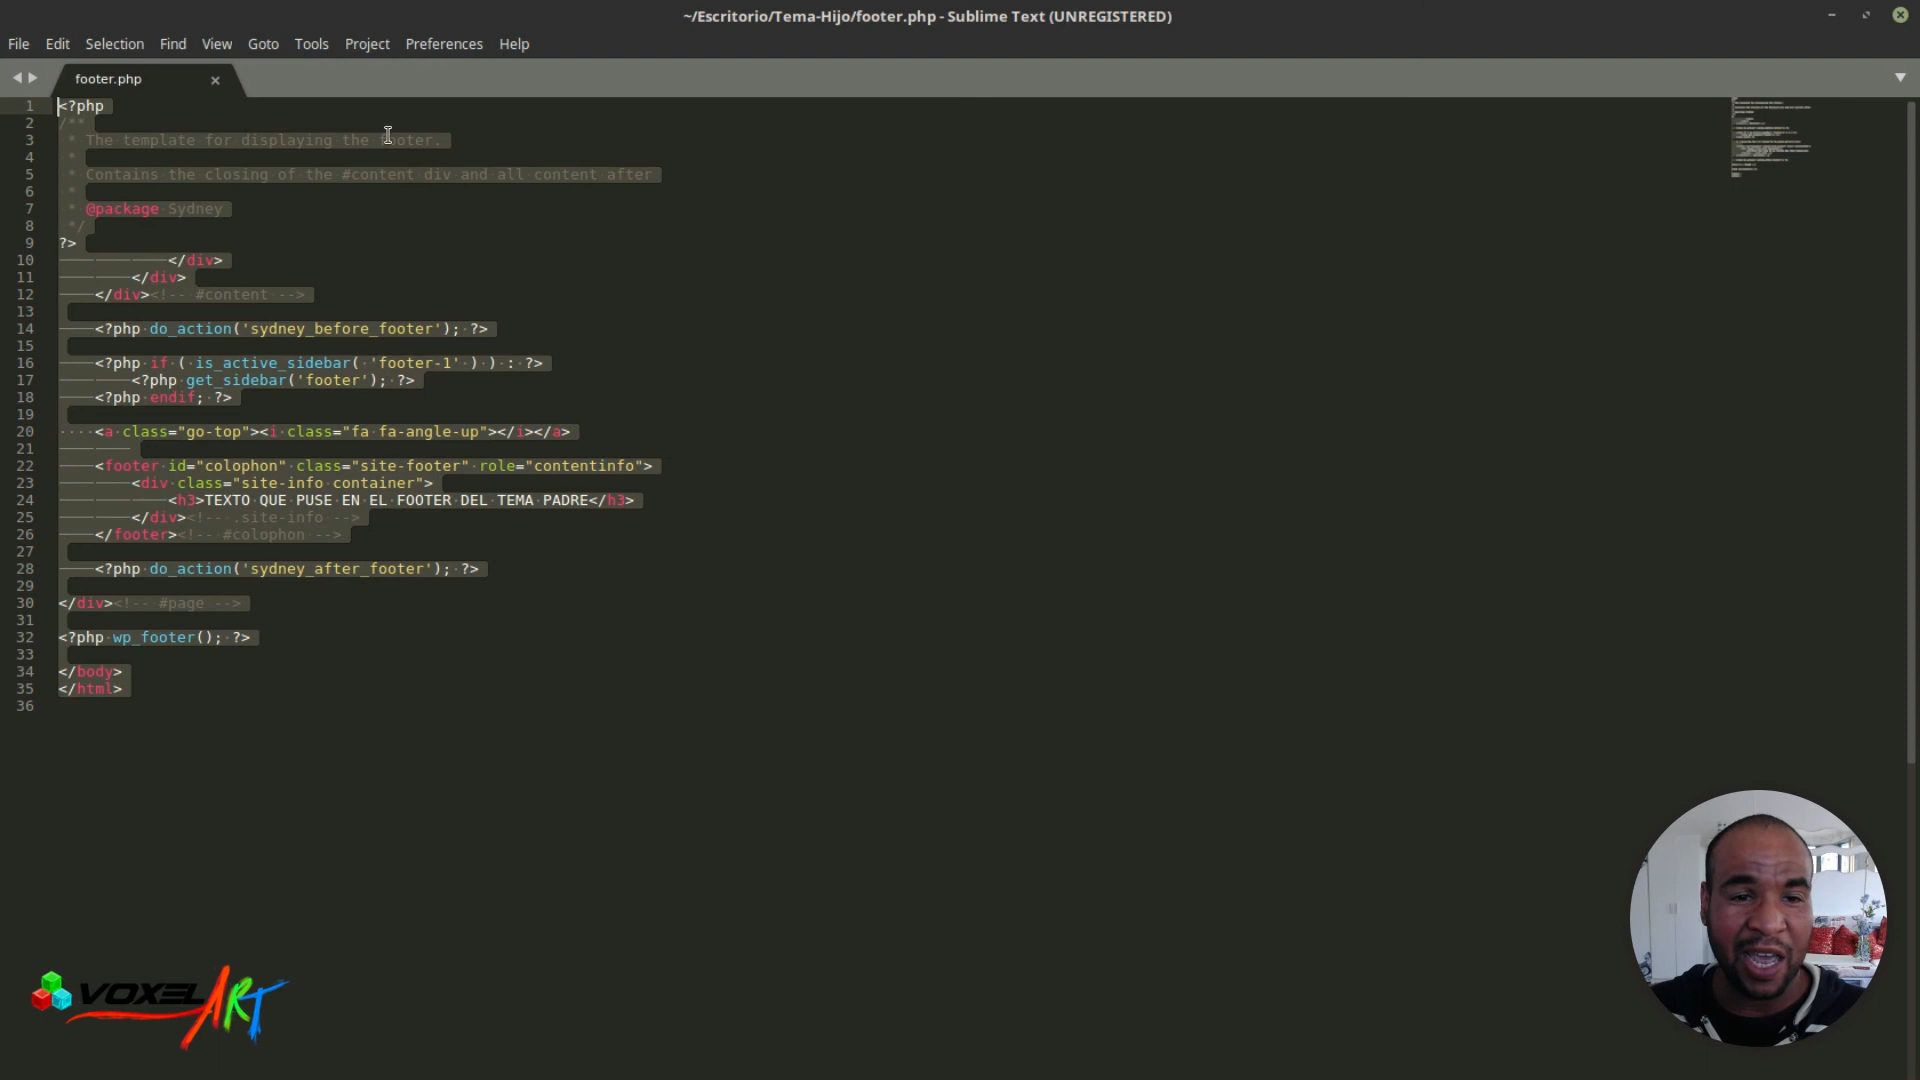 ~/Escritorio/Tema-Hijo/footer.php - Sublime Text (UNREGISTERED)
File Edit Selection Find View Goto Tools Project Preferences Help
footer.php
1 <?php
2 /**
3  * The template for displaying the footer.
4  *
5  * Contains the closing of the #content div and all content after
6  *
7  * @package Sydney
8  */
9 ?>
10 </div>
11 </div>
12 </div><!-- #content -->
13
14 <?php do_action('sydney_before_footer'); ?>
15
16 <?php if ( is_active_sidebar( 'footer-1' ) ) : ?>
17 <?php get_sidebar('footer'); ?>
18 <?php endif; ?>
19
20 <a class="go-top"><i class="fa fa-angle-up"></i></a>
21
22 <footer id="colophon" class="site-footer" role="contentinfo">
23 <div class="site-info container">
24 <h3>TEXTO QUE PUSE EN EL FOOTER DEL TEMA PADRE</h3>
25 </div><!-- .site-info -->
26 </footer><!-- #colophon -->
27
28 <?php do_action('sydney_after_footer'); ?>
29
30 </div><!-- #page -->
31
32 <?php wp_footer(); ?>
33
34 </body>
35 </html>
36
VOXELART